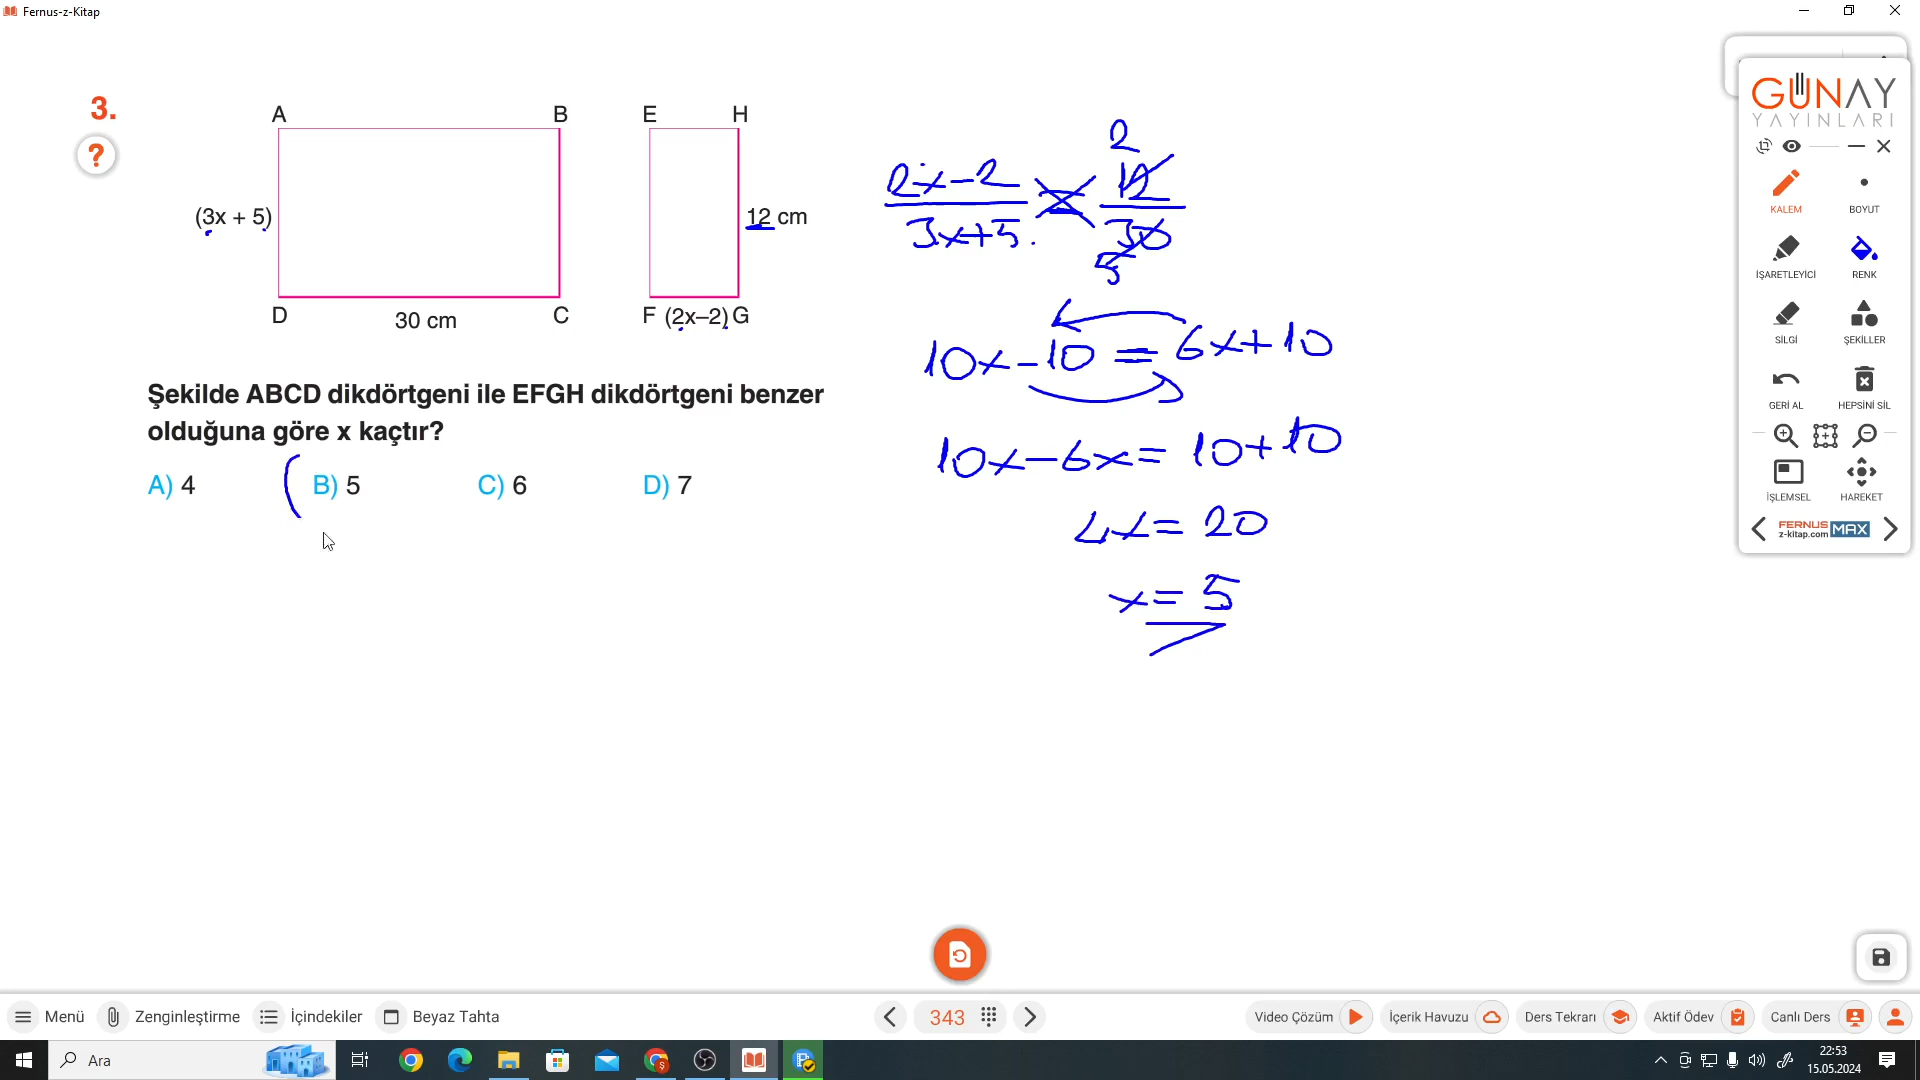 Fernus-z-Kitap
3.
?
A B E H
(3x + 5)
12 cm
D 30 cm C F (2x–2) G
Şekilde ABCD dikdörtgeni ile EFGH dikdörtgeni benzer
olduğuna göre x kaçtır?
A) 4 B) 5 C) 6 D) 7
2
2x-2 = 12
3x+5 30
5
10x-10 = 6x+10
10x-6x = 10+10
4x = 20
x = 5
GÜNAY
YAYINLARI
KALEM BOYUT
İŞARETLEYİCİ RENK
SİLGİ ŞEKİLLER
GERİ AL HEPSİNİ SİL
İŞLEMSEL HAREKET
FERNUS
z-kitap.com MAX
Menü Zenginleştirme İçindekiler Beyaz Tahta 343 Video Çözüm İçerik Havuzu Ders Tekrarı Aktif Ödev Canlı Ders
Ara
22:53
15.05.2024